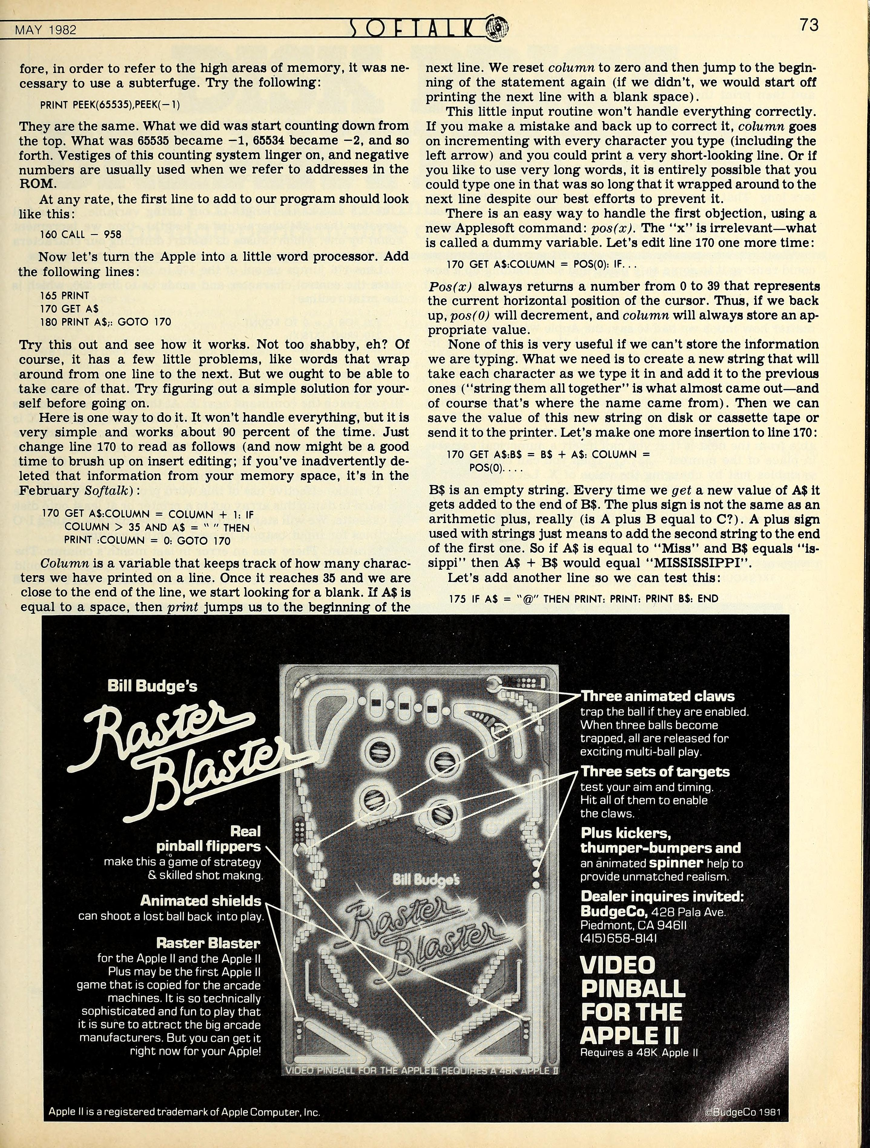 MAY 1982
SOFTALK
73
fore, in order to refer to the high areas of memory, it was ne-
cessary to use a subterfuge. Try the following:
PRINT PEEK(65535),PEEK(−1)
They are the same. What we did was start counting down from
the top. What was 65535 became −1, 65534 became −2, and so
forth. Vestiges of this counting system linger on, and negative
numbers are usually used when we refer to addresses in the
ROM.
At any rate, the first line to add to our program should look
like this:
160 CALL − 958
Now let's turn the Apple into a little word processor. Add
the following lines:
165 PRINT
170 GET A$
180 PRINT A$;: GOTO 170
Try this out and see how it works. Not too shabby, eh? Of
course, it has a few little problems, like words that wrap
around from one line to the next. But we ought to be able to
take care of that. Try figuring out a simple solution for your-
self before going on.
Here is one way to do it. It won't handle everything, but it is
very simple and works about 90 percent of the time. Just
change line 170 to read as follows (and now might be a good
time to brush up on insert editing; if you've inadvertently de-
leted that information from your memory space, it's in the
February Softalk):
170 GET A$:COLUMN = COLUMN + 1: IF
COLUMN > 35 AND A$ = " " THEN
PRINT :COLUMN = 0: GOTO 170
Column is a variable that keeps track of how many charac-
ters we have printed on a line. Once it reaches 35 and we are
close to the end of the line, we start looking for a blank. If A$ is
equal to a space, then print jumps us to the beginning of the
next line. We reset column to zero and then jump to the begin-
ning of the statement again (if we didn't, we would start off
printing the next line with a blank space).
This little input routine won't handle everything correctly.
If you make a mistake and back up to correct it, column goes
on incrementing with every character you type (including the
left arrow) and you could print a very short-looking line. Or if
you like to use very long words, it is entirely possible that you
could type one in that was so long that it wrapped around to the
next line despite our best efforts to prevent it.
There is an easy way to handle the first objection, using a
new Applesoft command: pos(x). The "x" is irrelevant—what
is called a dummy variable. Let's edit line 170 one more time:
170 GET A$:COLUMN = POS(0): IF...
Pos(x) always returns a number from 0 to 39 that represents
the current horizontal position of the cursor. Thus, if we back
up, pos(0) will decrement, and column will always store an ap-
propriate value.
None of this is very useful if we can't store the information
we are typing. What we need is to create a new string that will
take each character as we type it in and add it to the previous
ones ("string them all together" is what almost came out—and
of course that's where the name came from). Then we can
save the value of this new string on disk or cassette tape or
send it to the printer. Let's make one more insertion to line 170:
170 GET A$:B$ = B$ + A$: COLUMN =
POS(0)....
B$ is an empty string. Every time we get a new value of A$ it
gets added to the end of B$. The plus sign is not the same as an
arithmetic plus, really (is A plus B equal to C?). A plus sign
used with strings just means to add the second string to the end
of the first one. So if A$ is equal to "Miss" and B$ equals "is-
sippi" then A$ + B$ would equal "MISSISSIPPI".
Let's add another line so we can test this:
175 IF A$ = "@" THEN PRINT: PRINT: PRINT B$: END
Bill Budge's
Raster
Blaster
Real
pinball flippers
make this a game of strategy
& skilled shot making.
Animated shields
can shoot a lost ball back into play.
Raster Blaster
for the Apple II and the Apple II
Plus may be the first Apple II
game that is copied for the arcade
machines. It is so technically
sophisticated and fun to play that
it is sure to attract the big arcade
manufacturers. But you can get it
right now for your Apple!
Bill Budge's
Raster
Blaster
VIDEO PINBALL FOR THE APPLE II; REQUIRES A 48K APPLE II
Three animated claws
trap the ball if they are enabled.
When three balls become
trapped, all are released for
exciting multi-ball play.
Three sets of targets
test your aim and timing.
Hit all of them to enable
the claws.
Plus kickers,
thumper-bumpers and
an animated spinner help to
provide unmatched realism.
Dealer inquires invited:
BudgeCo, 428 Pala Ave.
Piedmont, CA 94611
(415)658-8141
VIDEO
PINBALL
FOR THE
APPLE II
Requires a 48K Apple II
Apple II is a registered trademark of Apple Computer, Inc.
©BudgeCo 1981